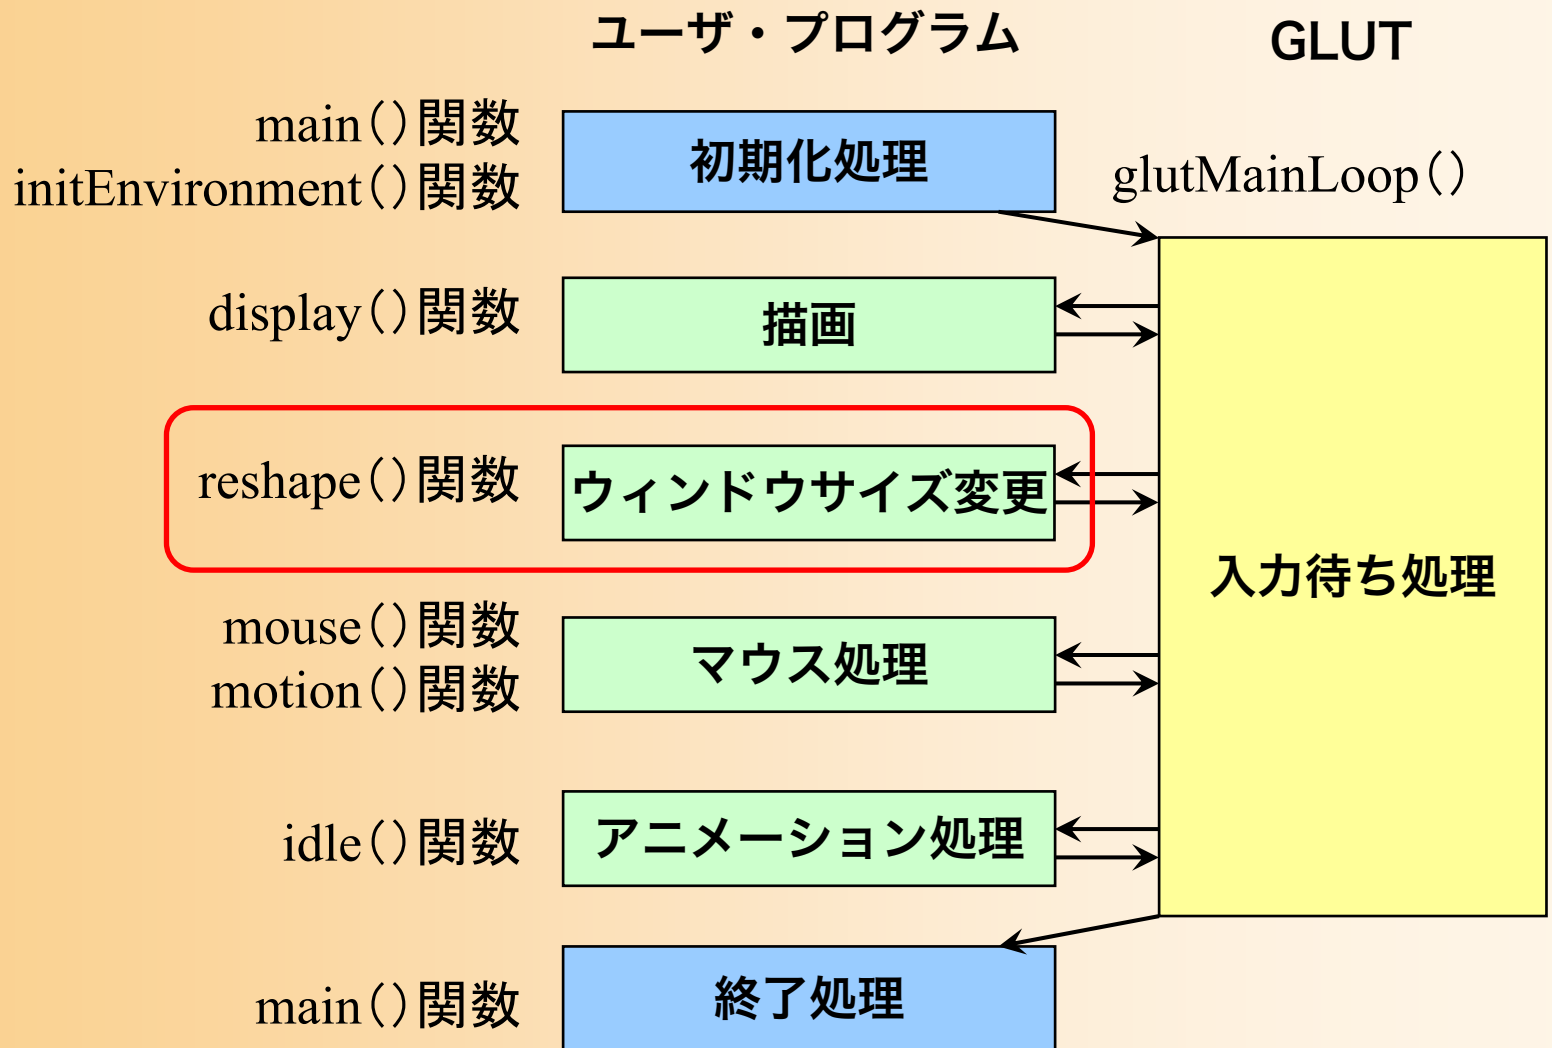 ユーザ・プログラム
GLUT
main()関数
initEnvironment()関数
初期化処理
glutMainLoop()
display()関数
描画
reshape()関数
ウィンドウサイズ変更
入力待ち処理
mouse()関数
motion()関数
マウス処理
idle()関数
アニメーション処理
main()関数
終了処理